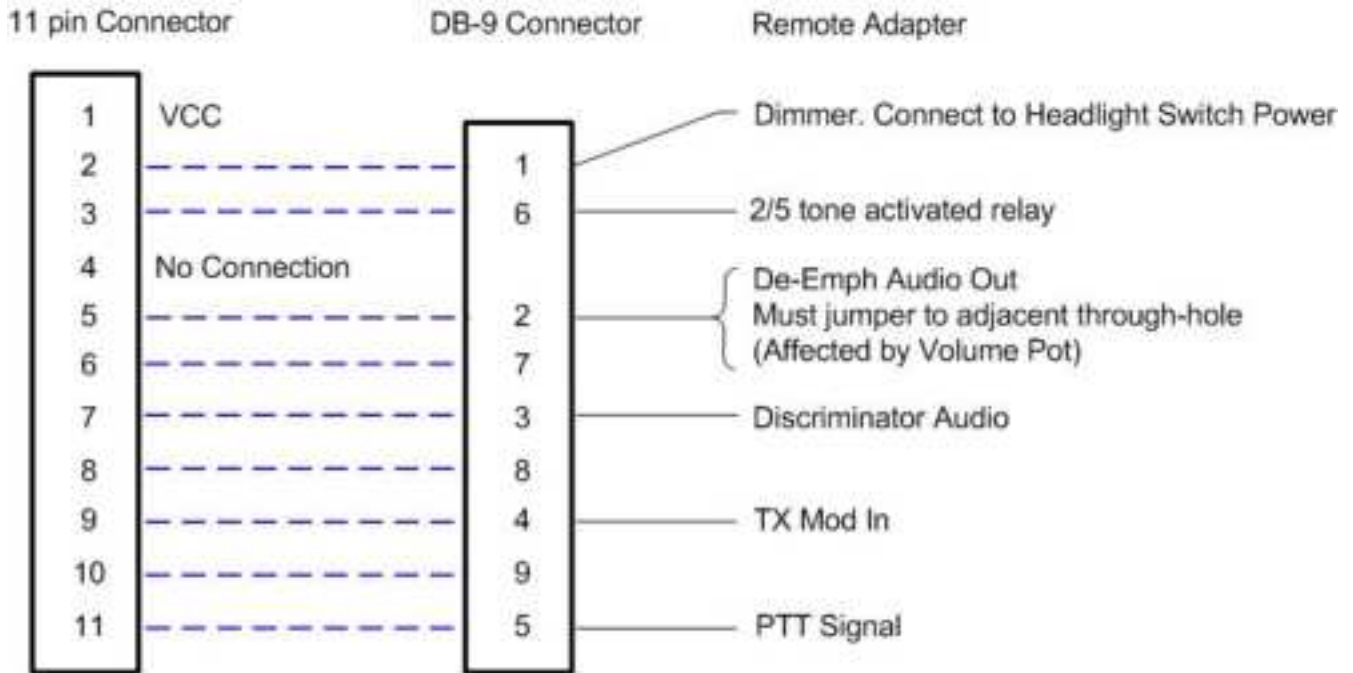 11 pin Connector DB-9 Connector Remote Adapter
1 VCC Dimmer. Connect to Headlight Switch Power
2 1
3 6 2/5 tone activated relay
4 No Connection
De-Emph Audio Out
5 2 Must jumper to adjacent through-hole
(Affected by Volume Pot)
6 7
7 3 Discriminator Audio
8 8
9 4 TX Mod In
10 9
11 5 PTT Signal